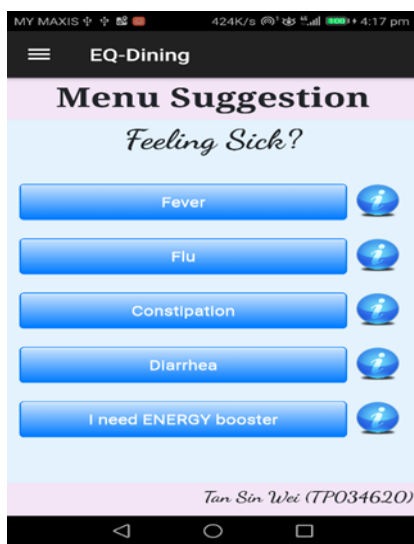 MY MAXIS 424K/s 4:17 pm
EQ-Dining
Menu Suggestion
Feeling Sick?
Fever
Flu
Constipation
Diarrhea
I need ENERGY booster
Tan Sin Wei (TP034620)